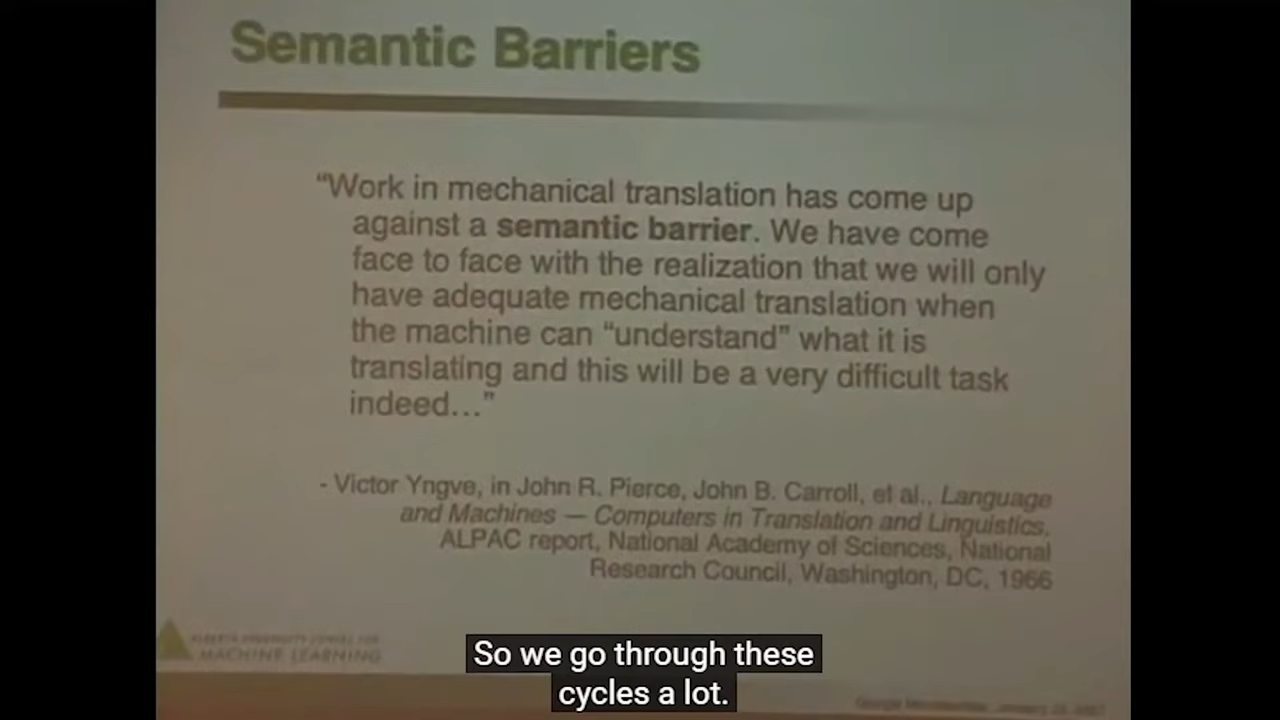 Semantic Barriers
“Work in mechanical translation has come up
against a semantic barrier. We have come
face to face with the realization that we will only
have adequate mechanical translation when
the machine can “understand” what it is
translating and this will be a very difficult task
indeed…”
- Victor Yngve, in John R. Pierce, John B. Carroll, et al., Language
and Machines — Computers in Translation and Linguistics,
ALPAC report, National Academy of Sciences, National
Research Council, Washington, DC, 1966
MACHINE LEARNING
So we go through these
cycles a lot.